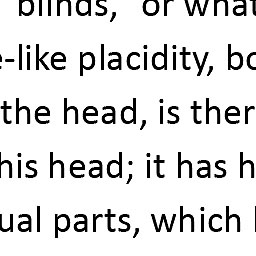 blinds," or what
-like placidity, bo
the head, is ther
his head; it has h
ual parts, which